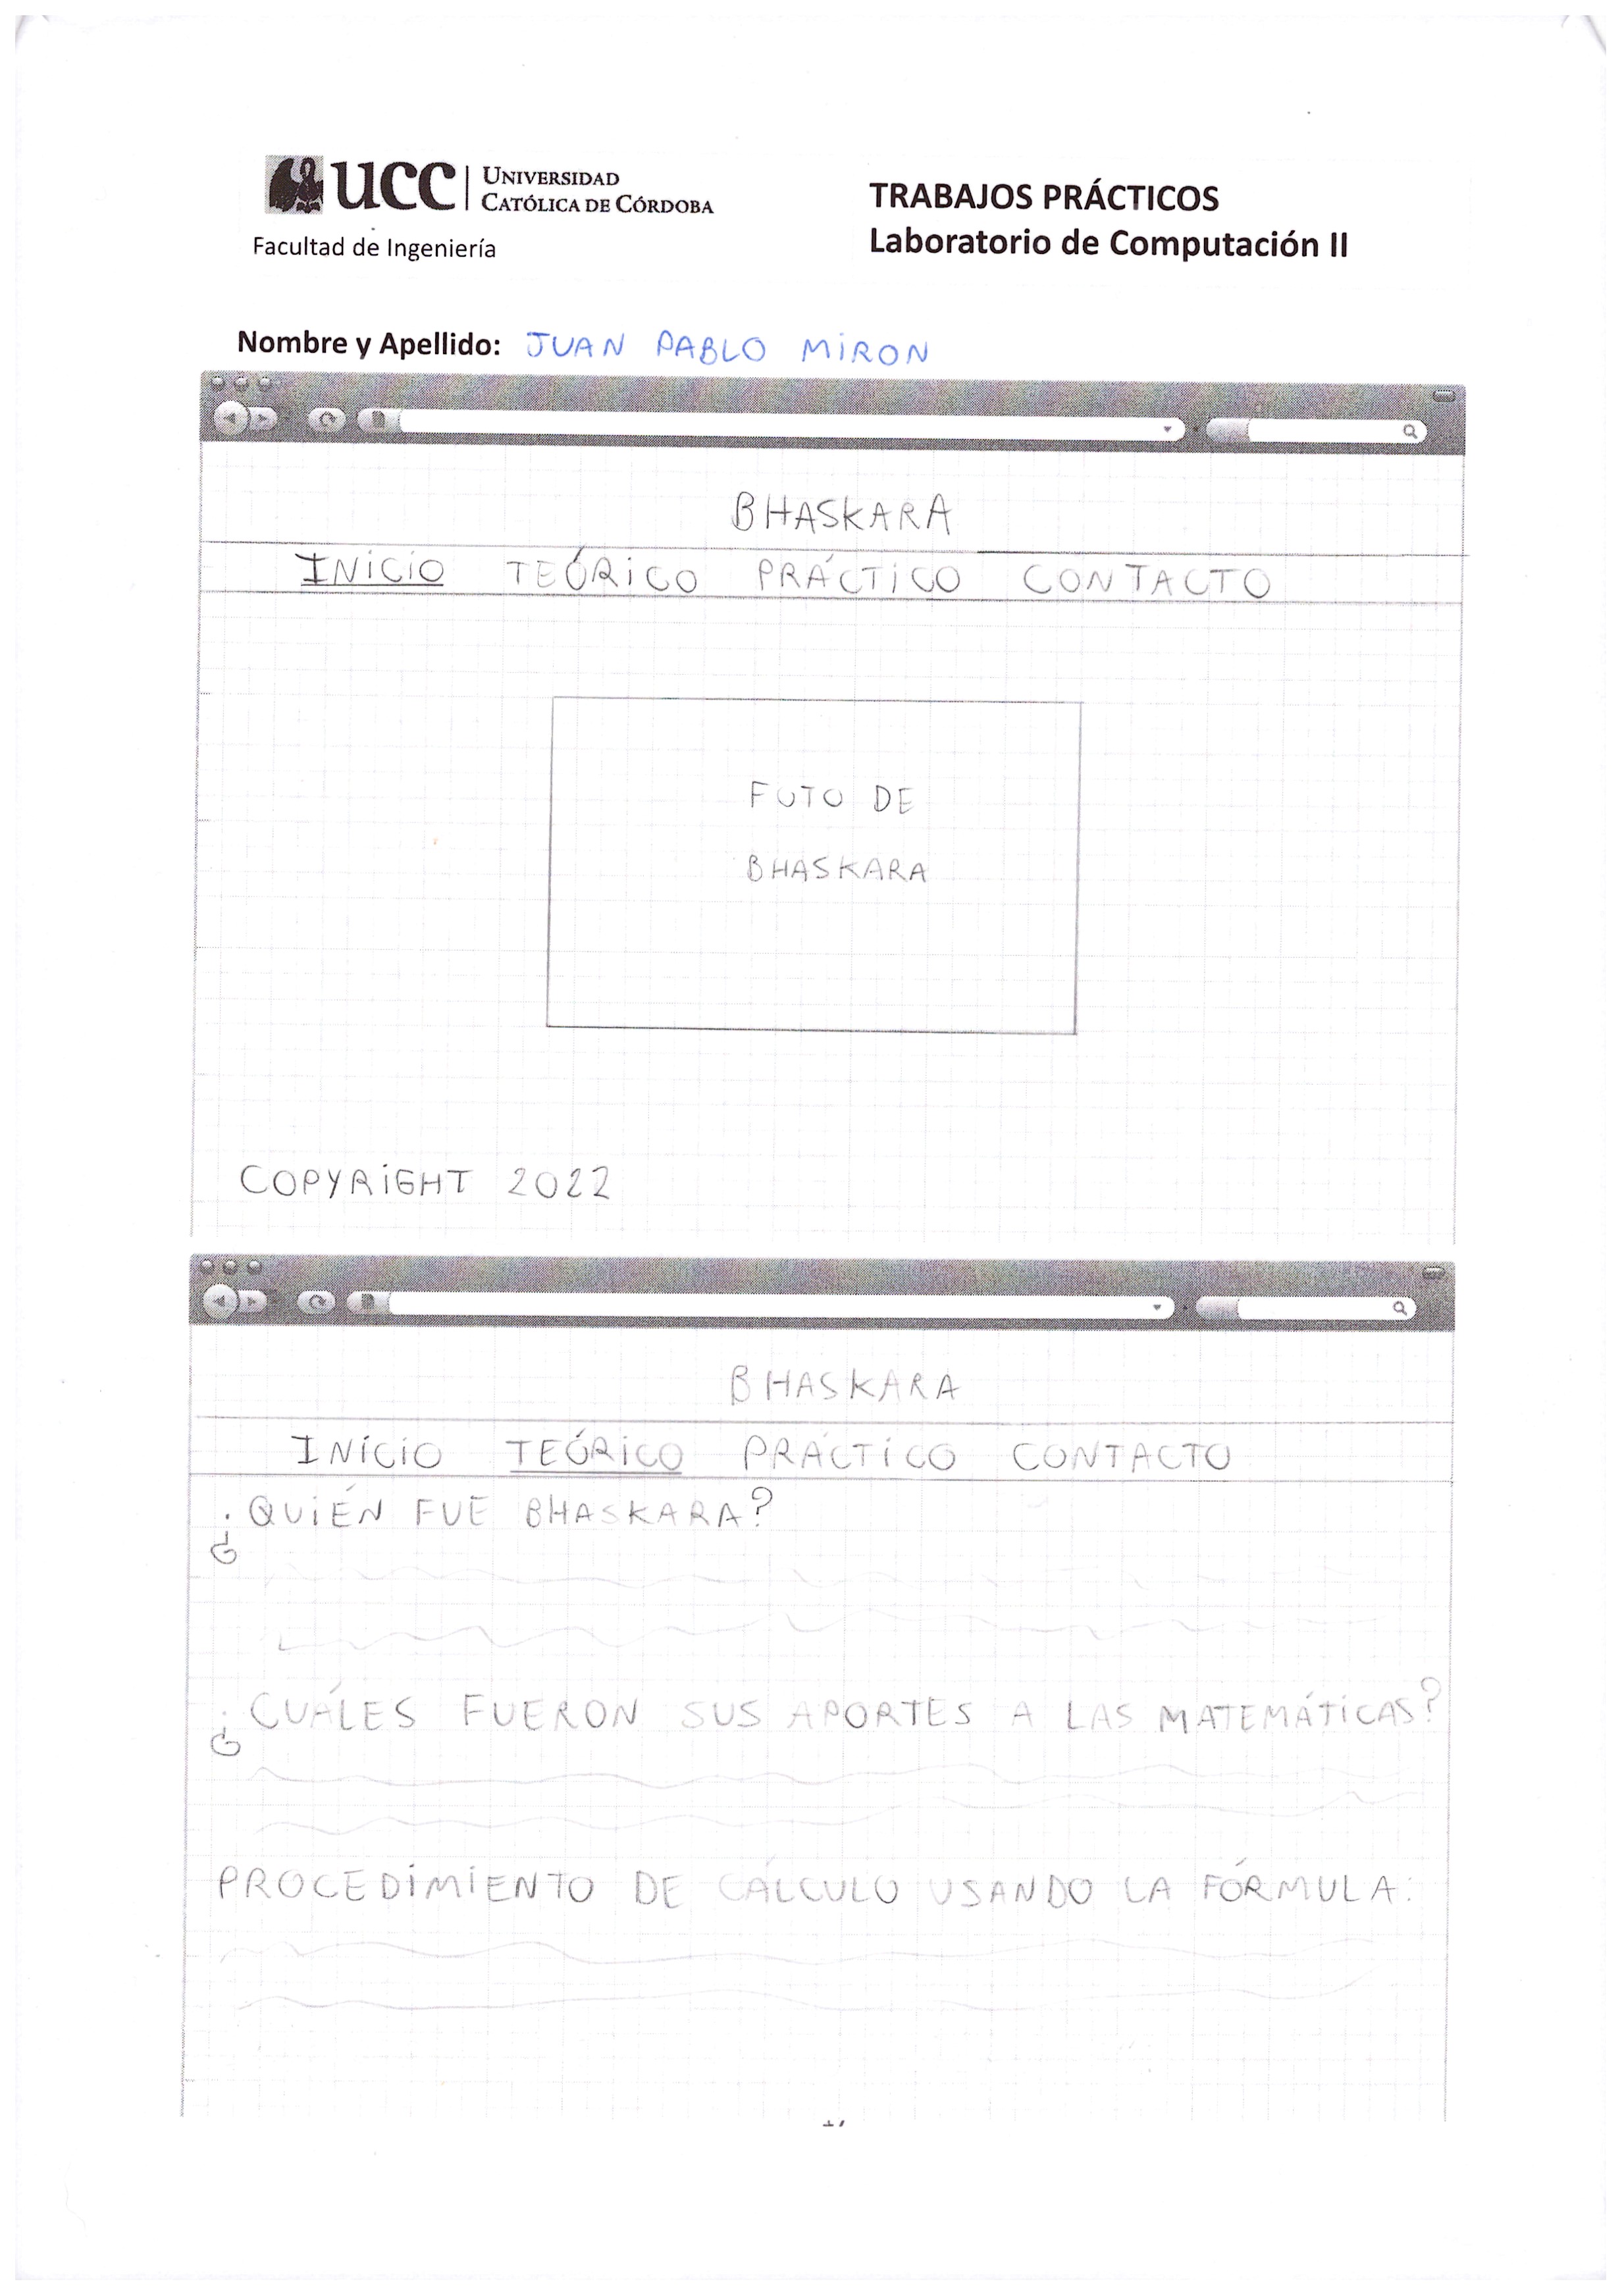 UCC UNIVERSIDAD
CATÓLICA DE CÓRDOBA
Facultad de Ingeniería
TRABAJOS PRÁCTICOS
Laboratorio de Computación II
Nombre y Apellido: JUAN PABLO MIRON
BHASKARA
INICIO TEÓRICO PRÁCTICO CONTACTO
FOTO DE
BHASKARA
COPYRIGHT 2022
BHASKARA
INICIO TEÓRICO PRÁCTICO CONTACTO
¿QUIÉN FUE BHASKARA?
¿CUÁLES FUERON SUS APORTES A LAS MATEMÁTICAS?
PROCEDIMIENTO DE CÁLCULO USANDO LA FÓRMULA: